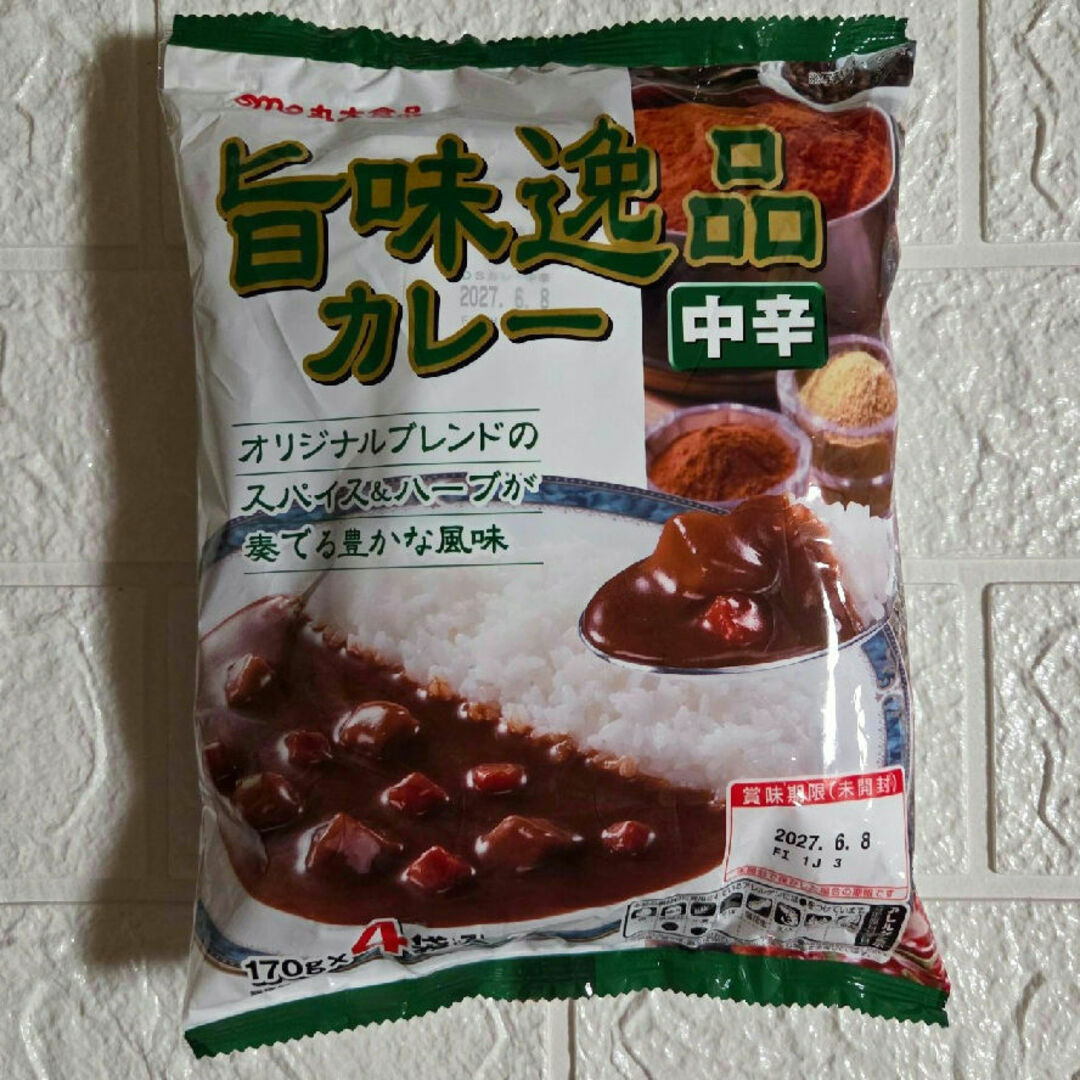 丸大食品
旨味逸品
カレー
中辛
2027. 6. 8
オリジナルブレンドの
スパイス&ハーブが
奏でる豊かな風味
賞味期限(未開封)
2027. 6. 8
FI 1J 3
170g×4袋